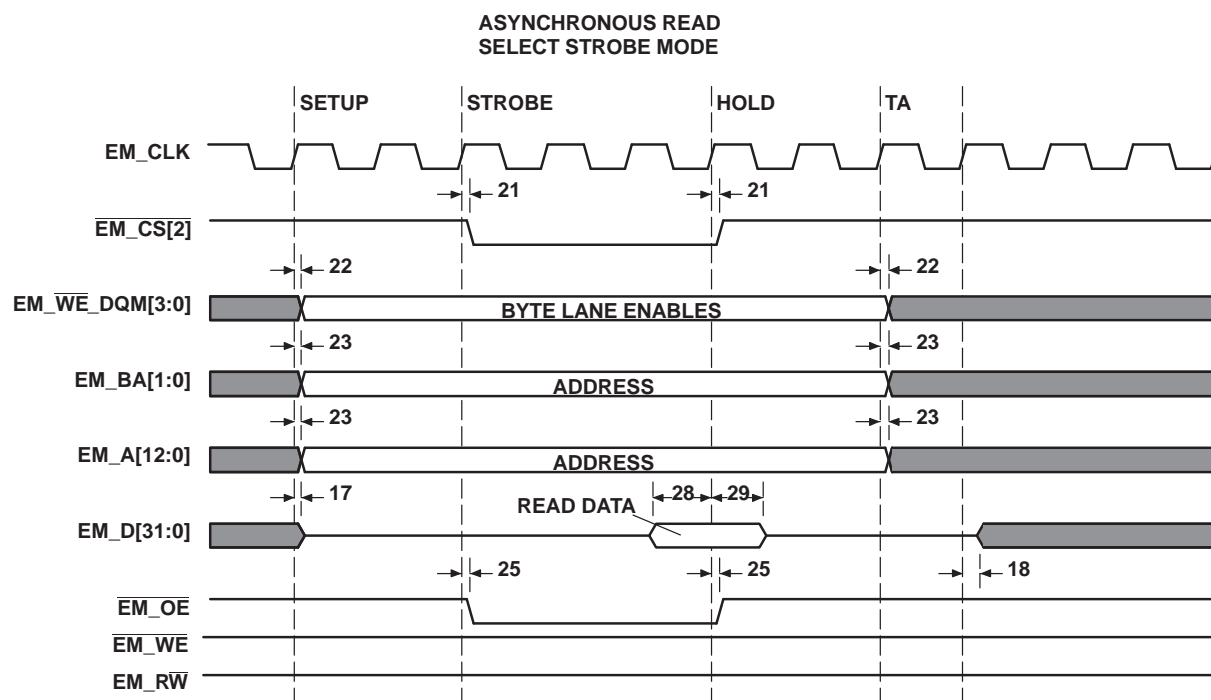 ASYNCHRONOUS READ
SELECT STROBE MODE
SETUP STROBE HOLD TA
EM_CLK
21 21
EM_CS[2]
22 22
EM_WE_DQM[3:0] BYTE LANE ENABLES
23 23
EM_BA[1:0] ADDRESS
23 23
EM_A[12:0] ADDRESS
17 28 29
READ DATA
EM_D[31:0]
25 25 18
EM_OE
EM_WE
EM_RW